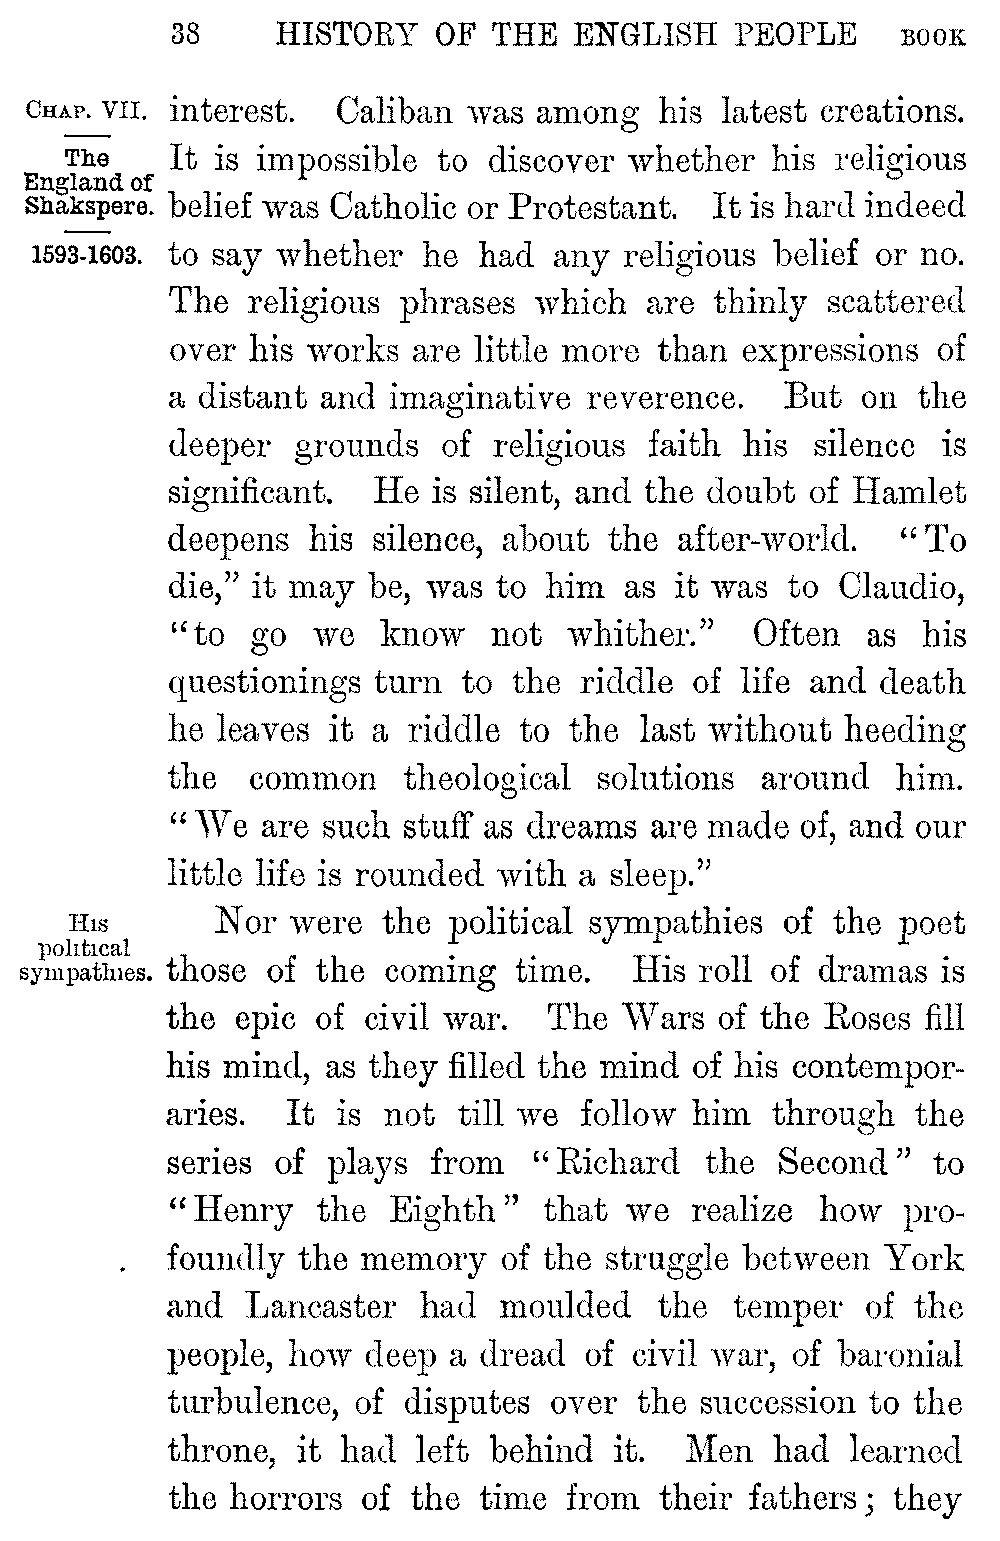 38 HISTORY OF THE ENGLISH PEOPLE BOOK
CHAP. VII.
The
England of
Shakspere.
1593-1603.
interest. Caliban was among his latest creations.
It is impossible to discover whether his religious
belief was Catholic or Protestant. It is hard indeed
to say whether he had any religious belief or no.
The religious phrases which are thinly scattered
over his works are little more than expressions of
a distant and imaginative reverence. But on the
deeper grounds of religious faith his silence is
significant. He is silent, and the doubt of Hamlet
deepens his silence, about the after-world. "To
die," it may be, was to him as it was to Claudio,
"to go we know not whither." Often as his
questionings turn to the riddle of life and death
he leaves it a riddle to the last without heeding
the common theological solutions around him.
"We are such stuff as dreams are made of, and our
little life is rounded with a sleep."
His
political
sympathies.
Nor were the political sympathies of the poet
those of the coming time. His roll of dramas is
the epic of civil war. The Wars of the Roses fill
his mind, as they filled the mind of his contempor-
aries. It is not till we follow him through the
series of plays from "Richard the Second" to
"Henry the Eighth" that we realize how pro-
foundly the memory of the struggle between York
and Lancaster had moulded the temper of the
people, how deep a dread of civil war, of baronial
turbulence, of disputes over the succession to the
throne, it had left behind it. Men had learned
the horrors of the time from their fathers; they